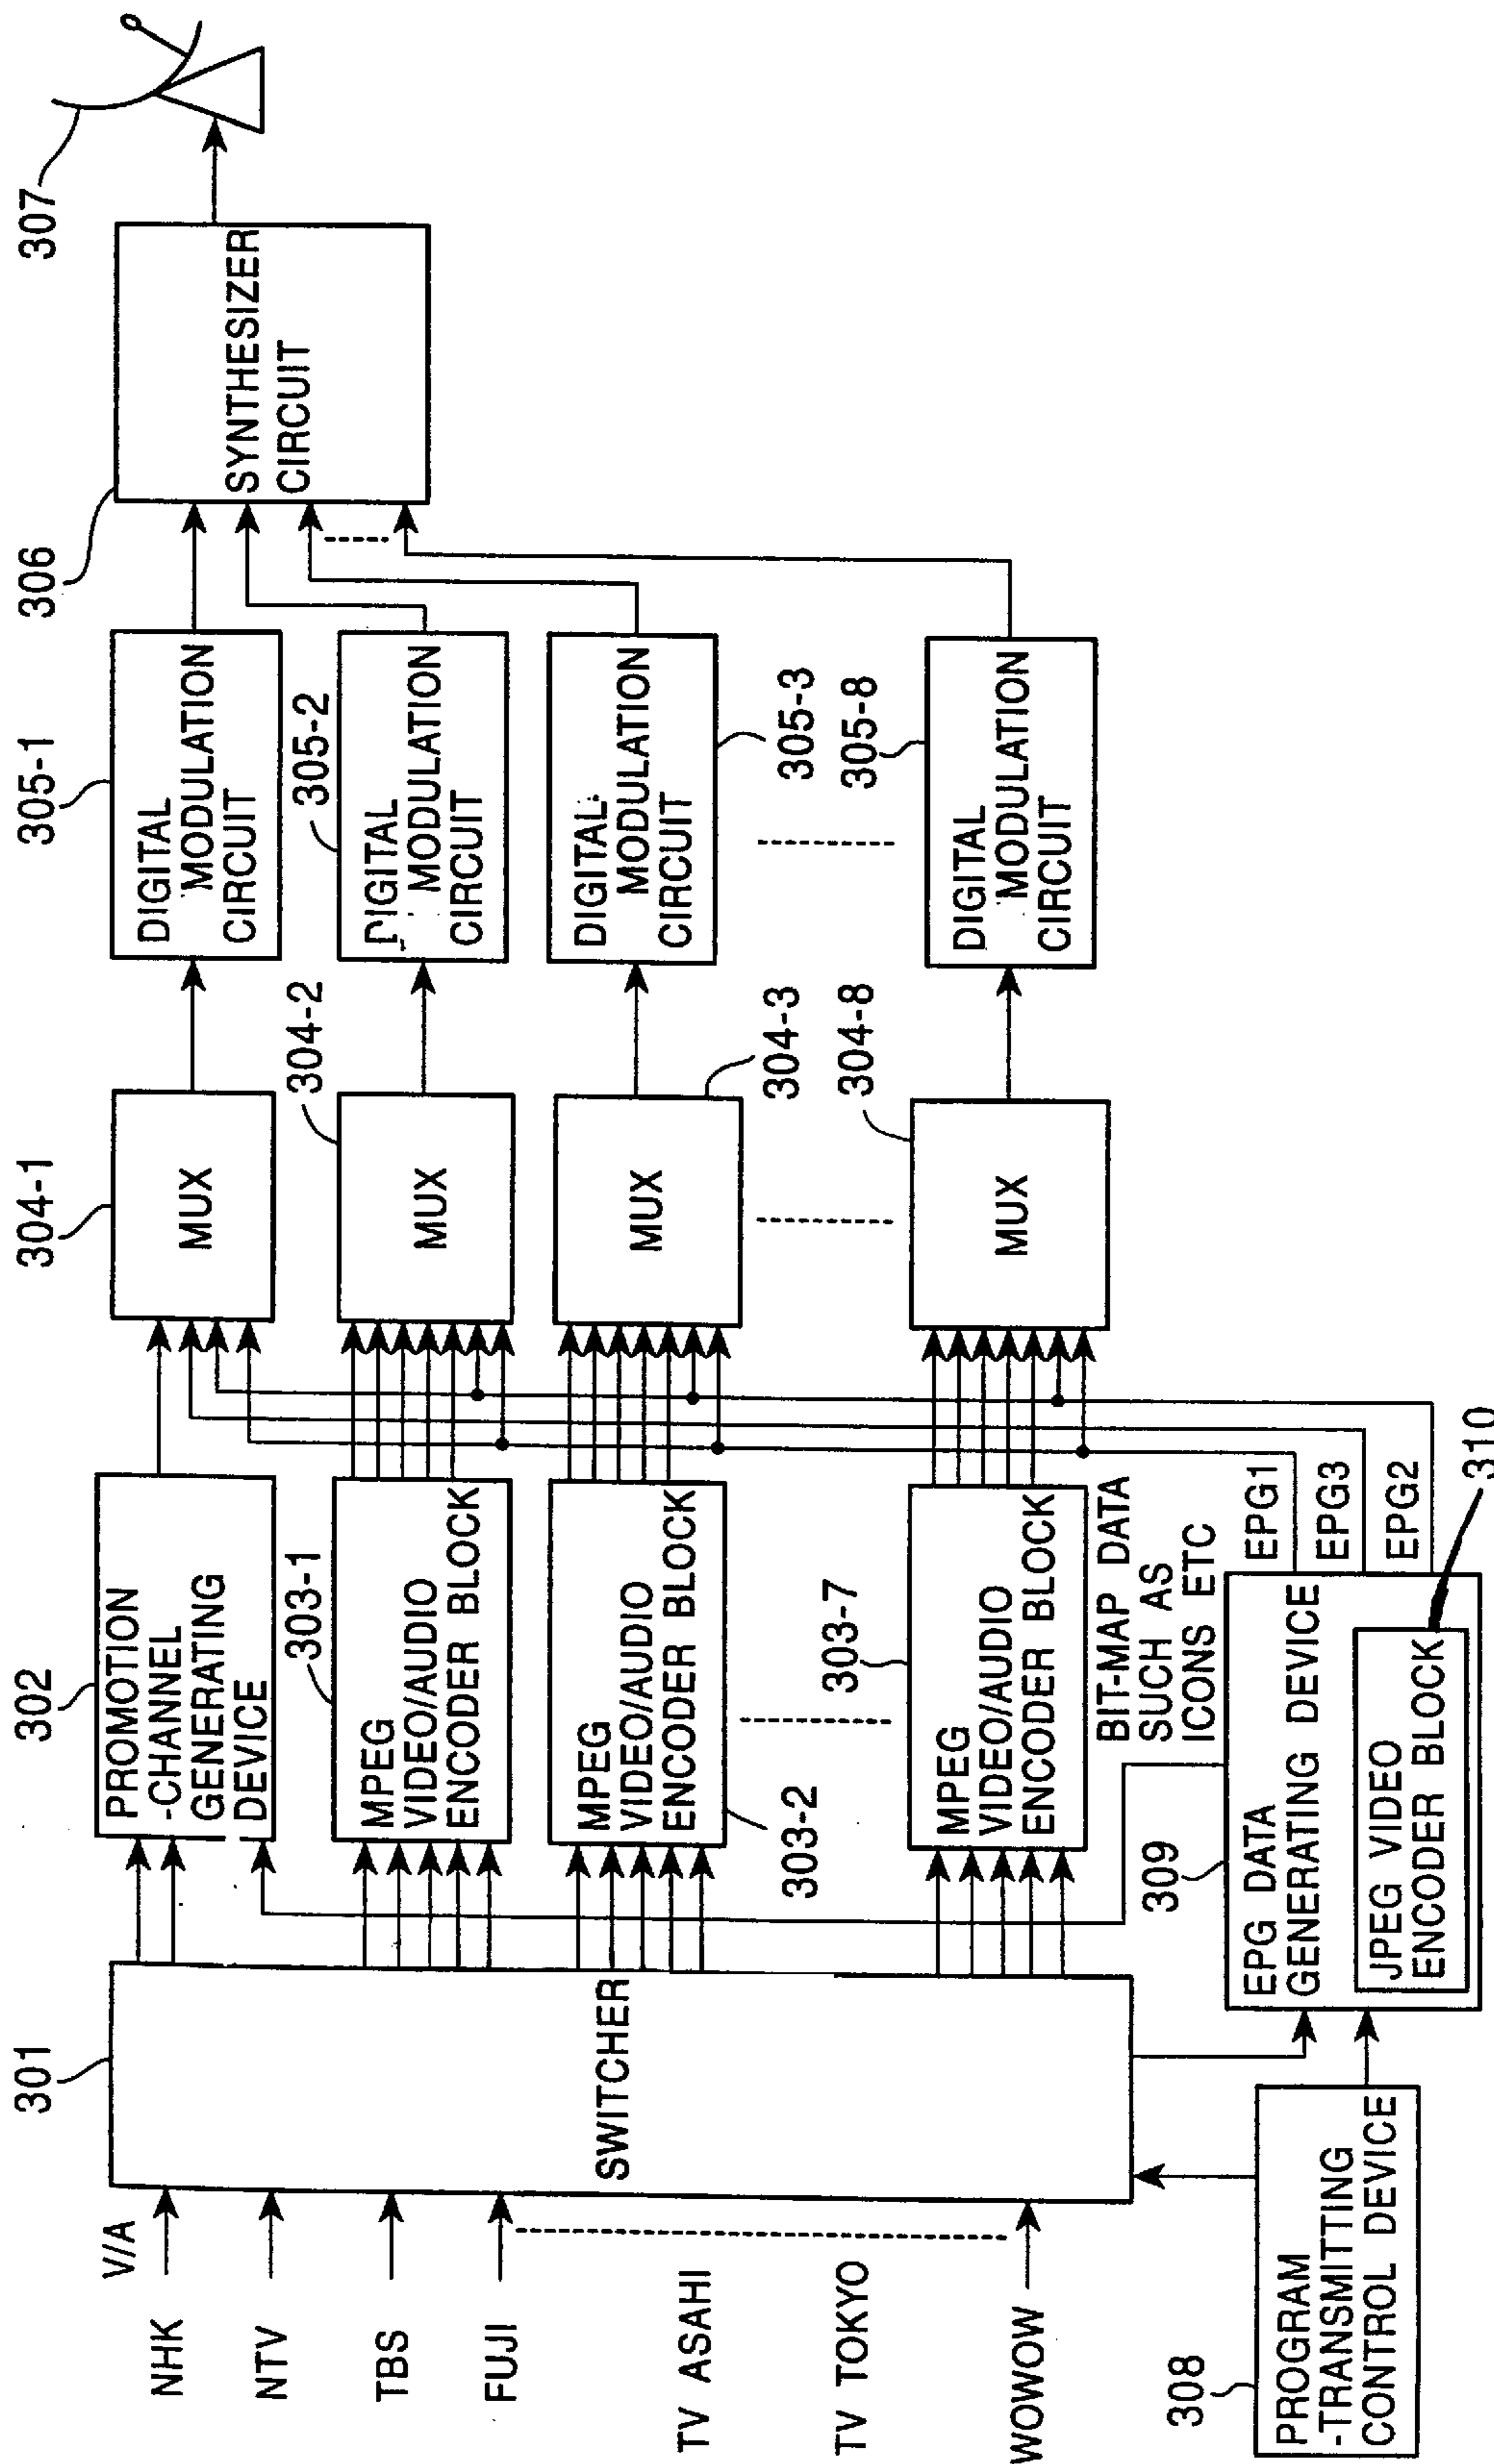 V/A
NHK
NTV
TBS
FUJI
TV ASAHI
TV TOKYO
WOWOW
301
SWITCHER
308
PROGRAM
-TRANSMITTING
CONTROL DEVICE
302
PROMOTION
-CHANNEL
GENERATING
DEVICE
303-1
MPEG
VIDEO/AUDIO
ENCODER BLOCK
303-2
MPEG
VIDEO/AUDIO
ENCODER BLOCK
303-7
MPEG
VIDEO/AUDIO
ENCODER BLOCK
BIT-MAP DATA
SUCH AS
ICONS ETC
309
EPG DATA
GENERATING DEVICE
JPEG VIDEO
ENCODER BLOCK
310
EPG1
EPG3
EPG2
304-1
MUX
304-2
MUX
304-3
MUX
304-8
MUX
305-1
DIGITAL
MODULATION
CIRCUIT
305-2
DIGITAL
MODULATION
CIRCUIT
305-3
DIGITAL
MODULATION
CIRCUIT
305-8
DIGITAL
MODULATION
CIRCUIT
306
SYNTHESIZER
CIRCUIT
307